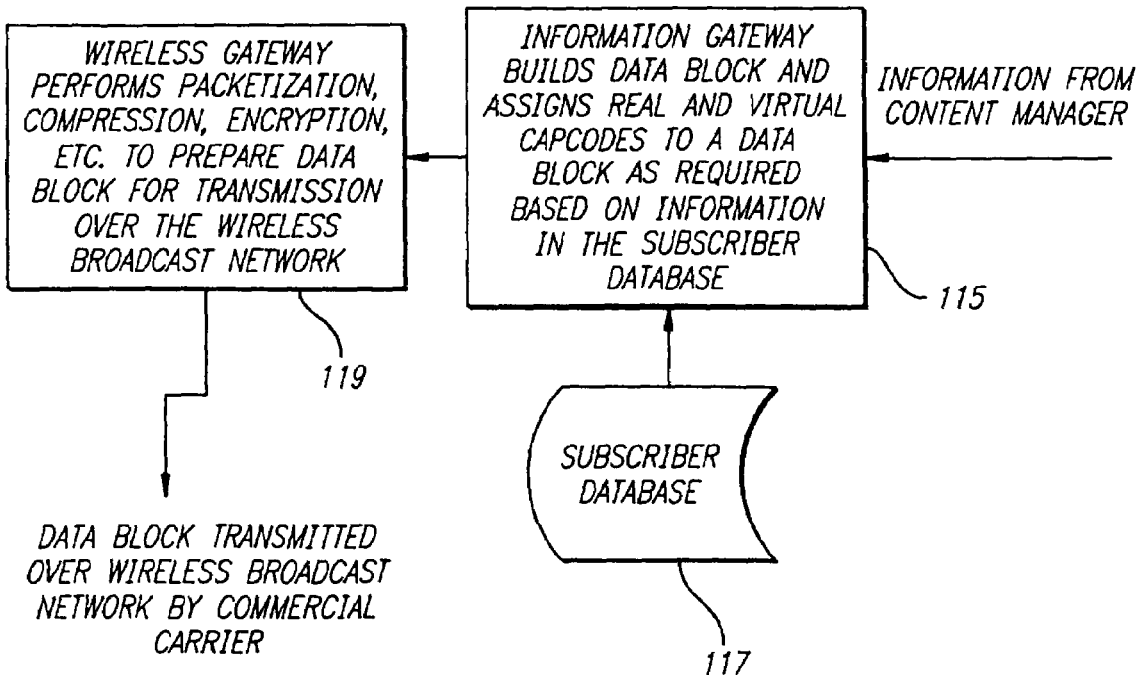 WIRELESS GATEWAY
PERFORMS PACKETIZATION,
COMPRESSION, ENCRYPTION,
ETC. TO PREPARE DATA
BLOCK FOR TRANSMISSION
OVER THE WIRELESS
BROADCAST NETWORK
119
INFORMATION GATEWAY
BUILDS DATA BLOCK AND
ASSIGNS REAL AND VIRTUAL
CAPCODES TO A DATA
BLOCK AS REQUIRED
BASED ON INFORMATION
IN THE SUBSCRIBER
DATABASE
115
INFORMATION FROM
CONTENT MANAGER
SUBSCRIBER
DATABASE
117
DATA BLOCK TRANSMITTED
OVER WIRELESS BROADCAST
NETWORK BY COMMERCIAL
CARRIER